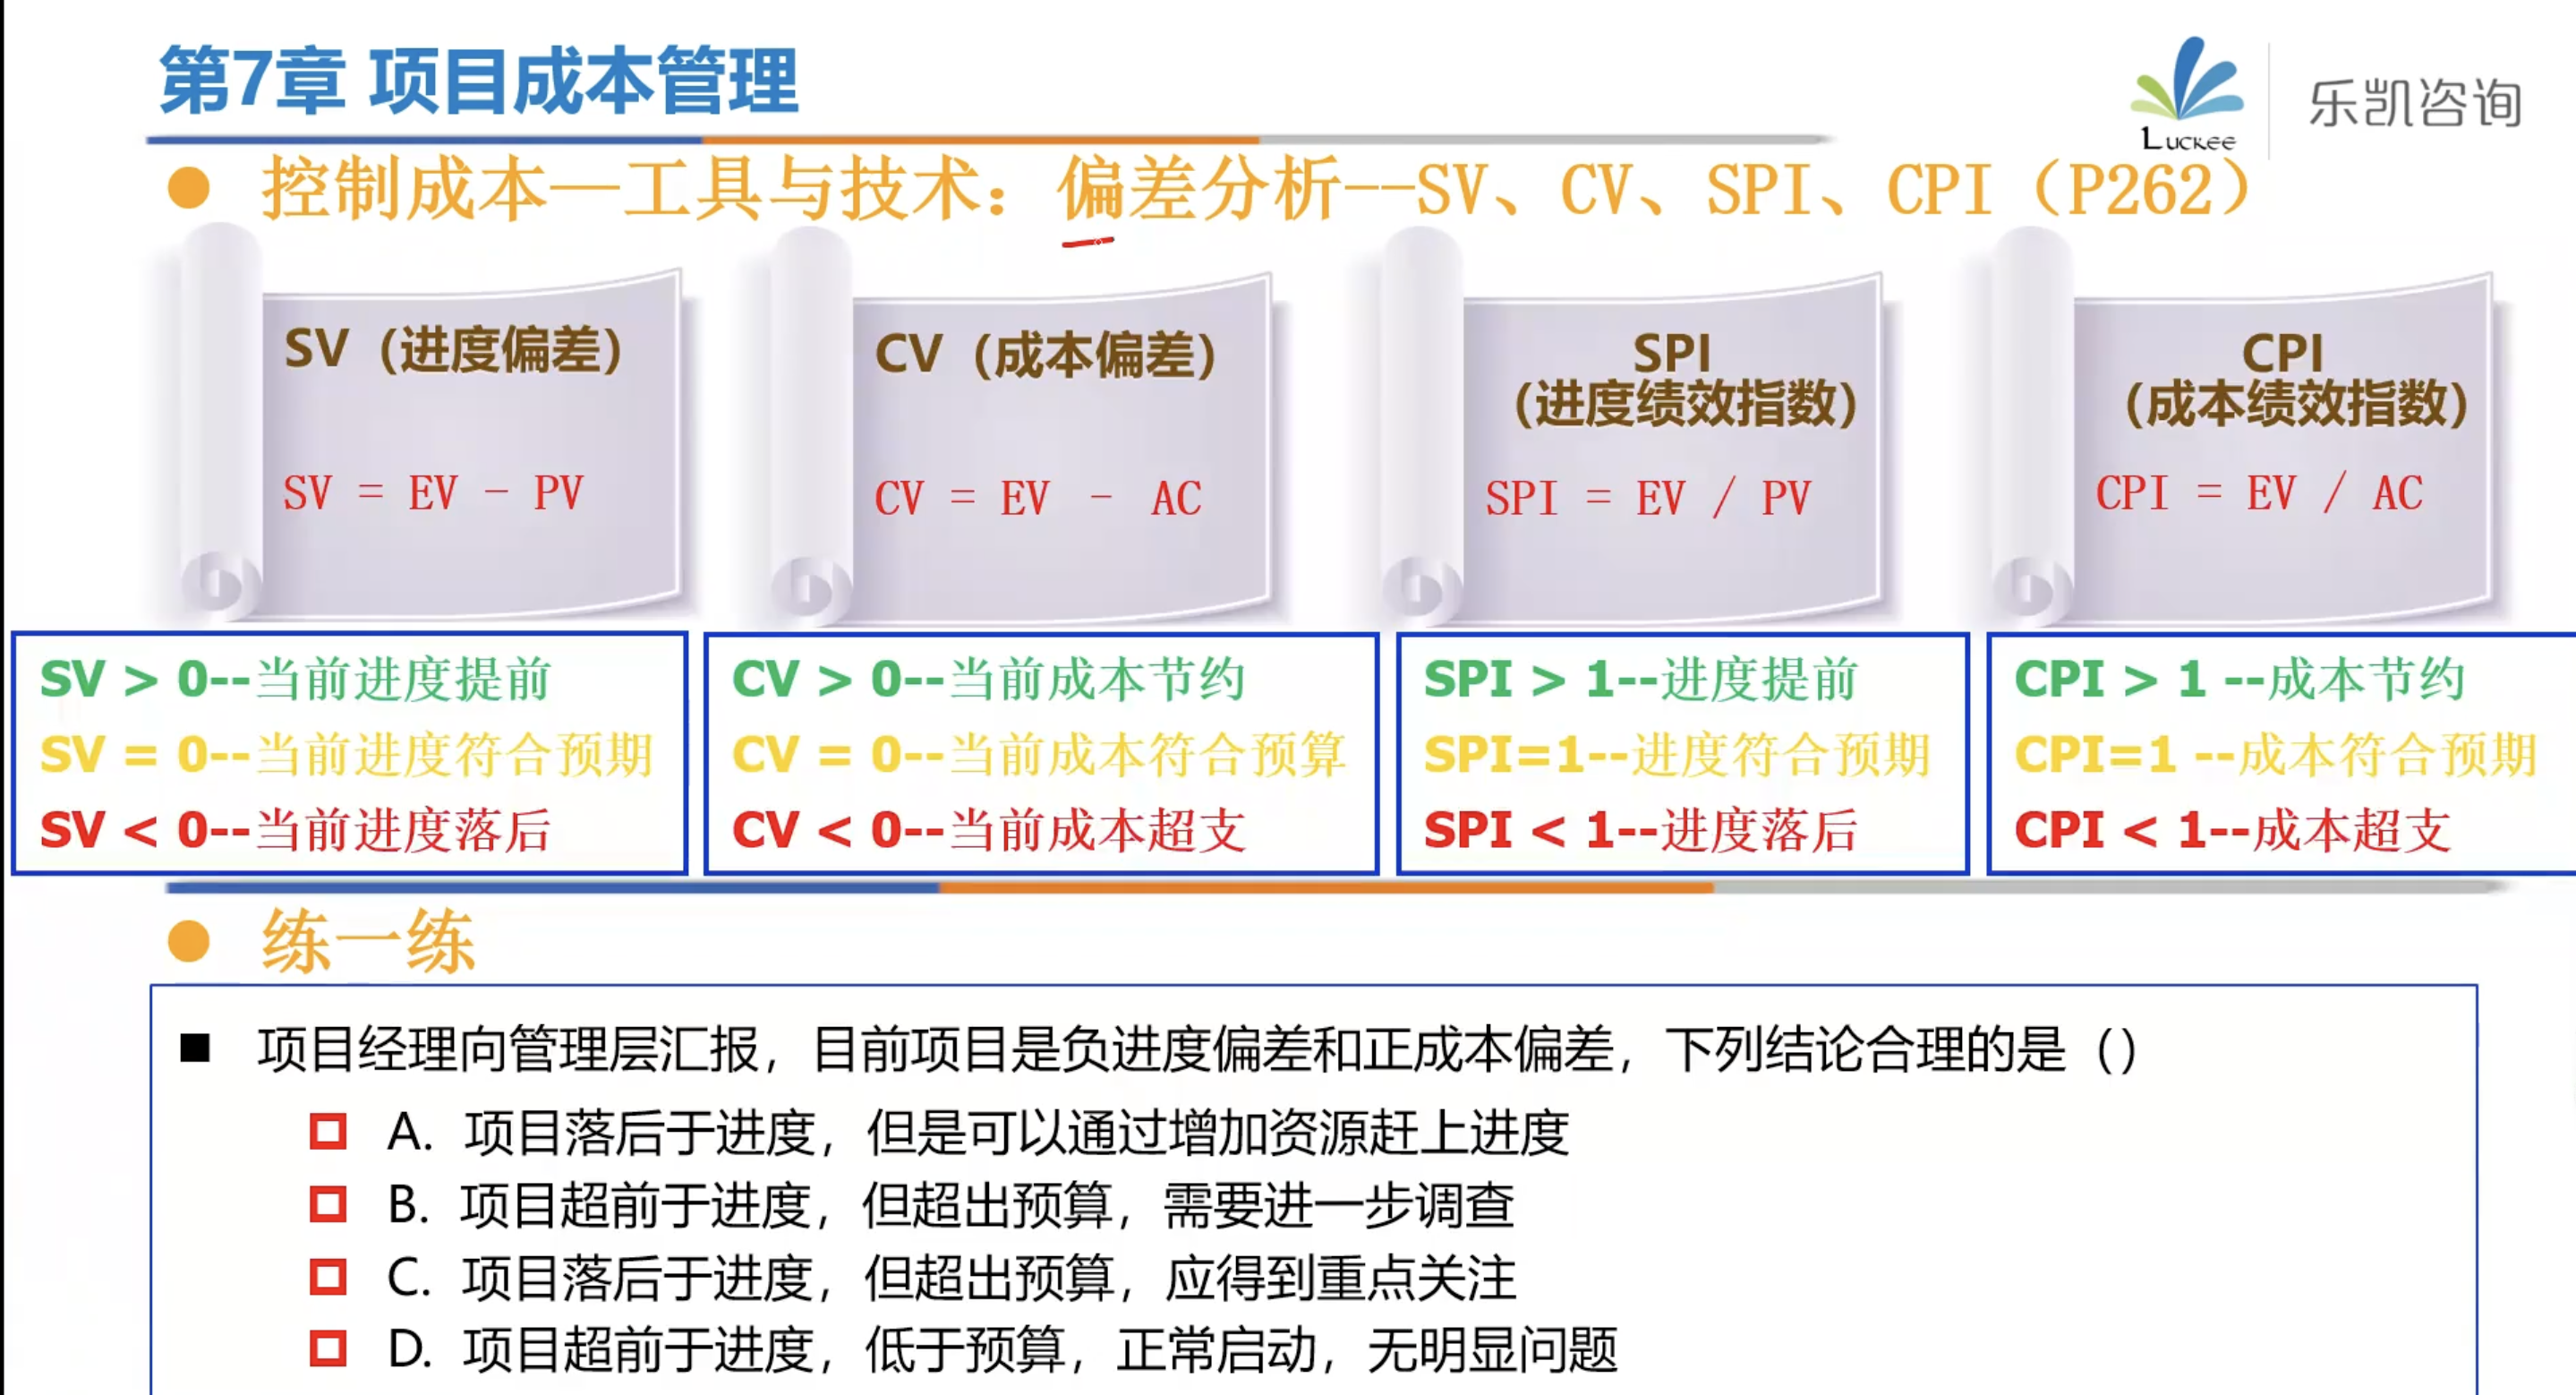 第7章 项目成本管理
LUCKEE
乐凯咨询
控制成本—工具与技术：偏差分析--SV、CV、SPI、CPI（P262）
SV（进度偏差）
SV = EV - PV
CV（成本偏差）
CV = EV - AC
SPI
（进度绩效指数）
SPI = EV / PV
CPI
（成本绩效指数）
CPI = EV / AC
SV > 0--当前进度提前
SV = 0--当前进度符合预期
SV < 0--当前进度落后
CV > 0--当前成本节约
CV = 0--当前成本符合预算
CV < 0--当前成本超支
SPI > 1--进度提前
SPI=1--进度符合预期
SPI < 1--进度落后
CPI > 1 --成本节约
CPI=1 --成本符合预期
CPI < 1--成本超支
练一练
项目经理向管理层汇报，目前项目是负进度偏差和正成本偏差，下列结论合理的是（）
A. 项目落后于进度，但是可以通过增加资源赶上进度
B. 项目超前于进度，但超出预算，需要进一步调查
C. 项目落后于进度，但超出预算，应得到重点关注
D. 项目超前于进度，低于预算，正常启动，无明显问题